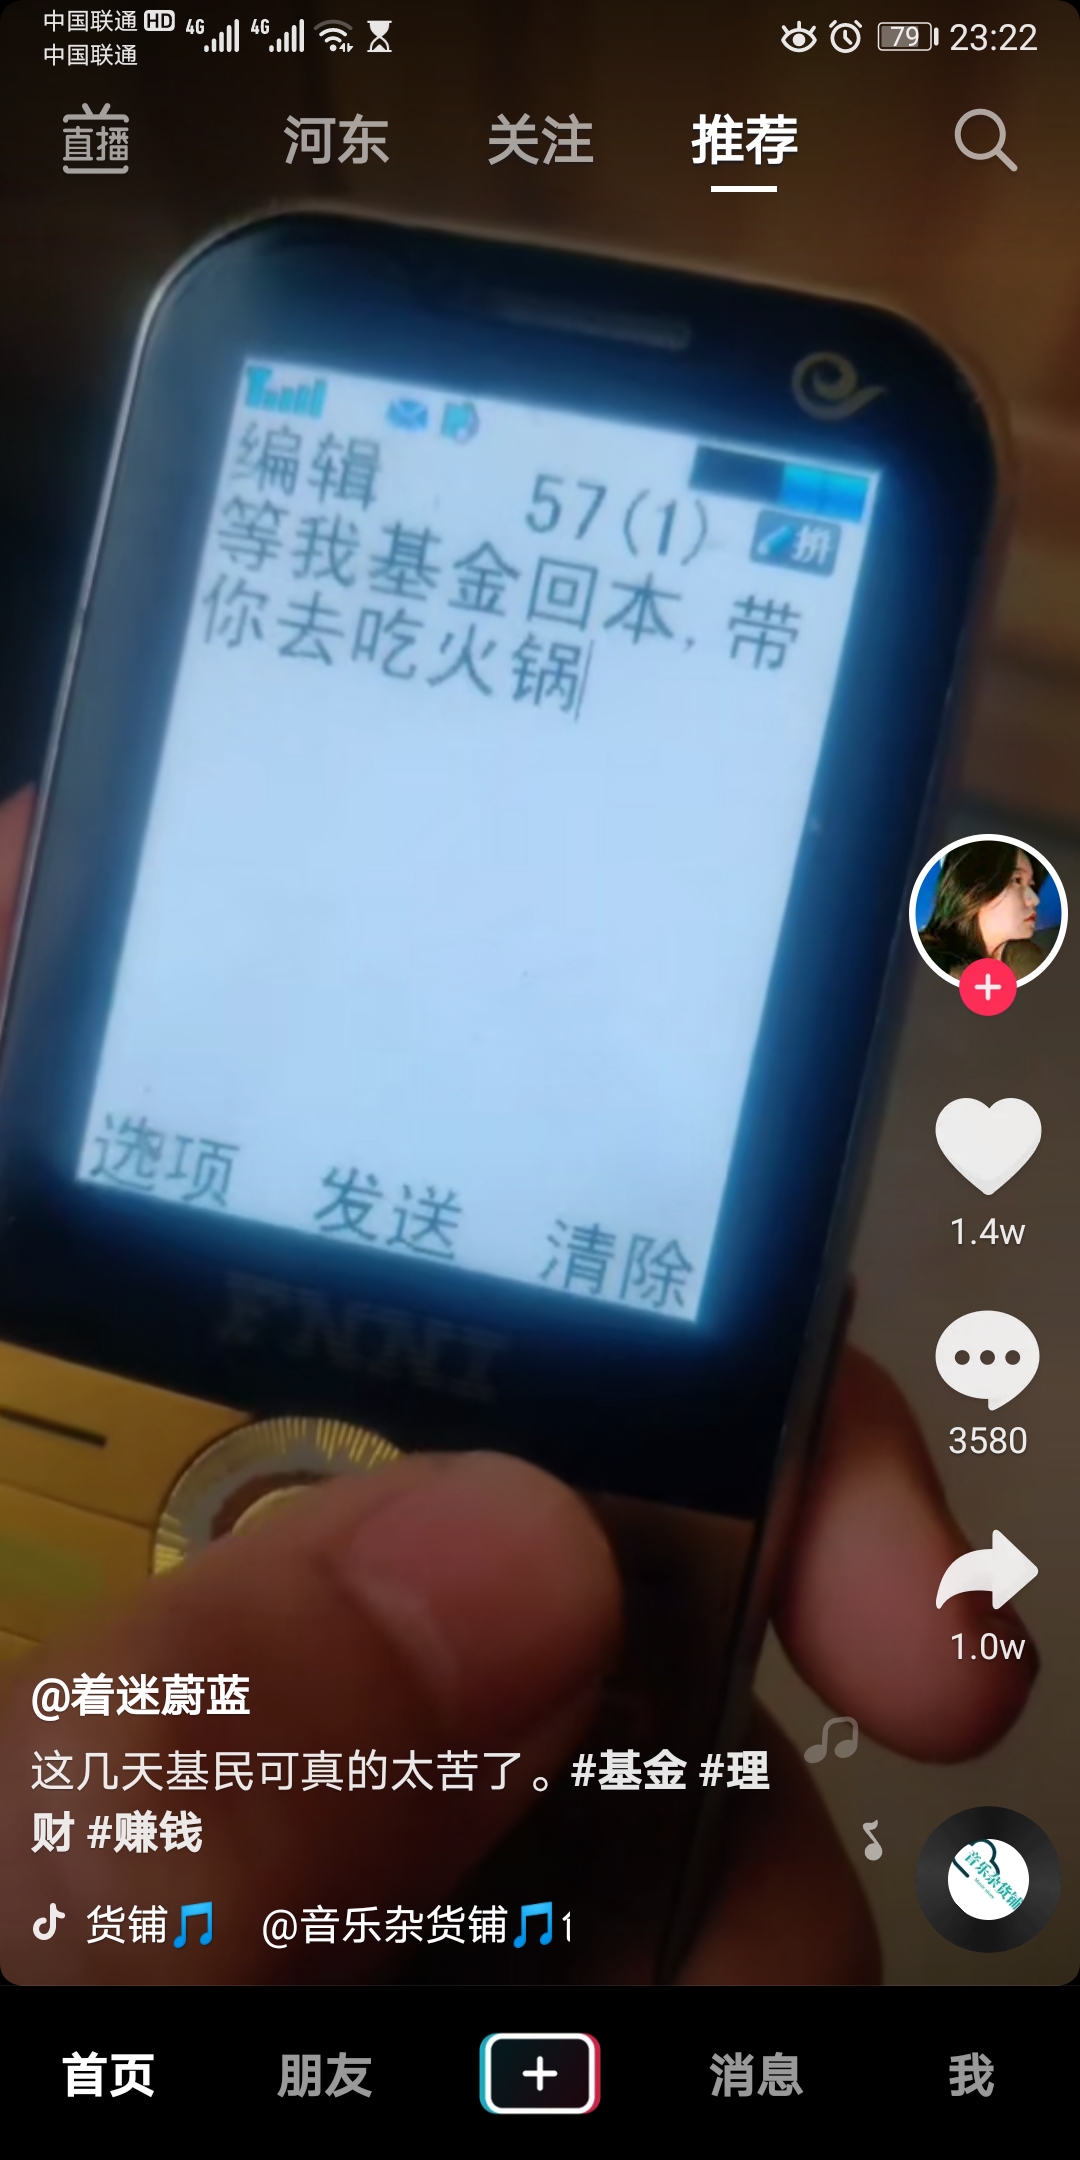 中国联通 HD 4G 4G 79 23:22
中国联通
直播 河东 关注 推荐
编辑 57(1) 拼
等我基金回本,带
你去吃火锅
选项 发送 清除
1.4w
3580
1.0w
@着迷蔚蓝
这几天基民可真的太苦了。#基金 #理
财 #赚钱
音乐杂货铺
货铺🎵 @音乐杂货铺🎵
首页 朋友 消息 我